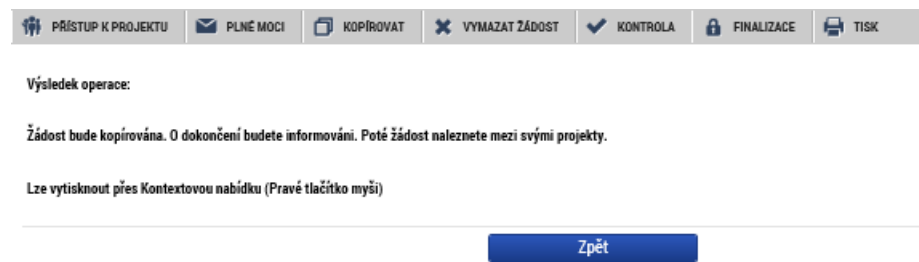 PŘÍSTUP K PROJEKTU PLNÉ MOCI KOPÍROVAT VYMAZAT ŽÁDOST KONTROLA FINALIZACE TISK
Výsledek operace:
Žádost bude kopírována. O dokončení budete informováni. Poté žádost naleznete mezi svými projekty.
Lze vytisknout přes Kontextovou nabídku (Pravé tlačítko myši)
Zpět